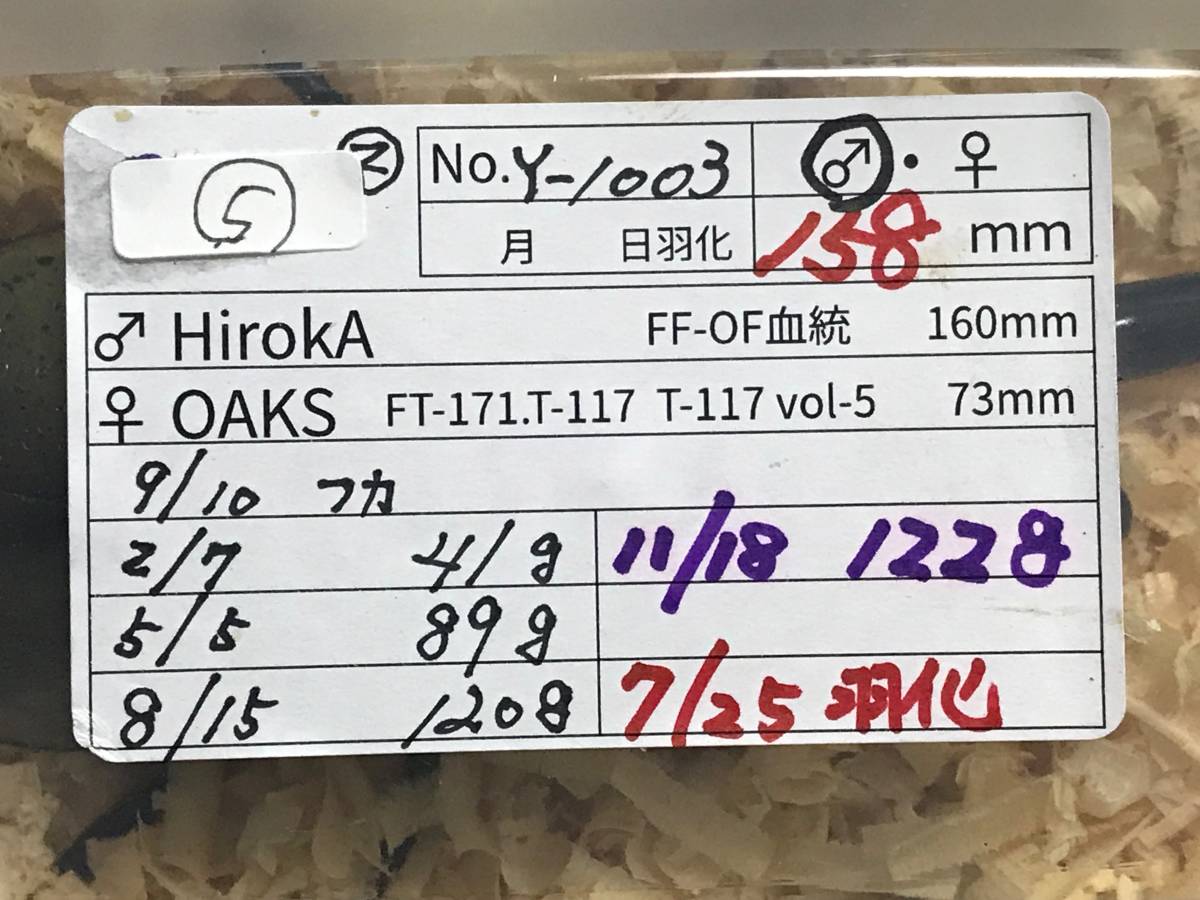 ⑤ ③ No.Y-1003 ♂・♀
月 日羽化 158 mm
♂ HirokA FF-OF血統 160mm
♀ OAKS FT-171.T-117 T-117 vol-5 73mm
9/10 フカ
2/7 41g 11/18 122g
5/5 89g
8/15 120g 7/25 羽化